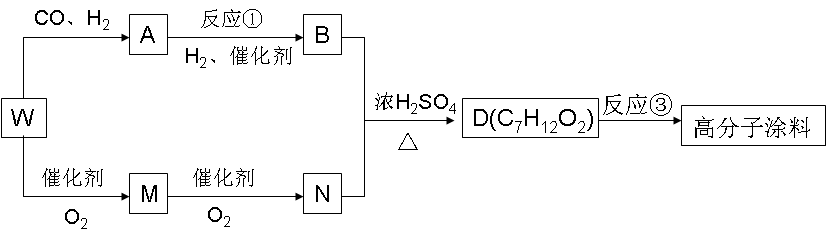 CO、H₂
A
反应①
H₂、催化剂
B
W
浓H₂SO₄
△
D(C₇H₁₂O₂)
反应③
高分子涂料
催化剂
O₂
M
催化剂
O₂
N